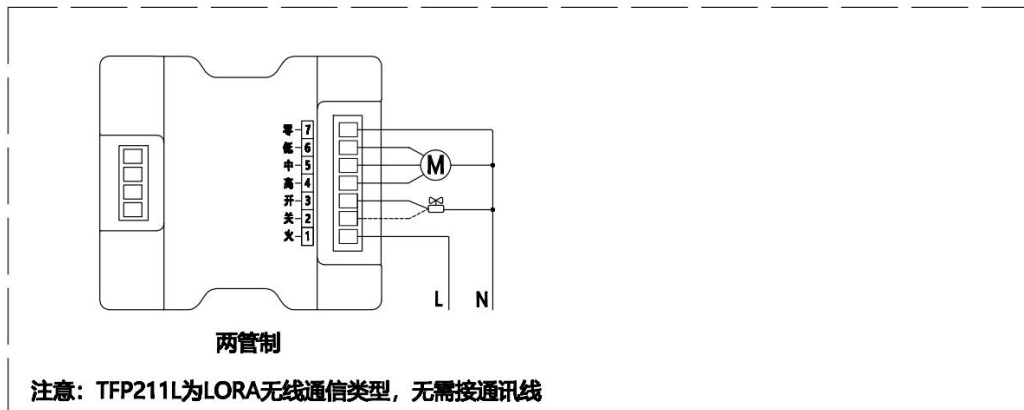 零-7
低-6
中-5
高-4
开-3
关-2
火-1
M
L N
两管制
注意：TFP211L为LORA无线通信类型，无需接通讯线